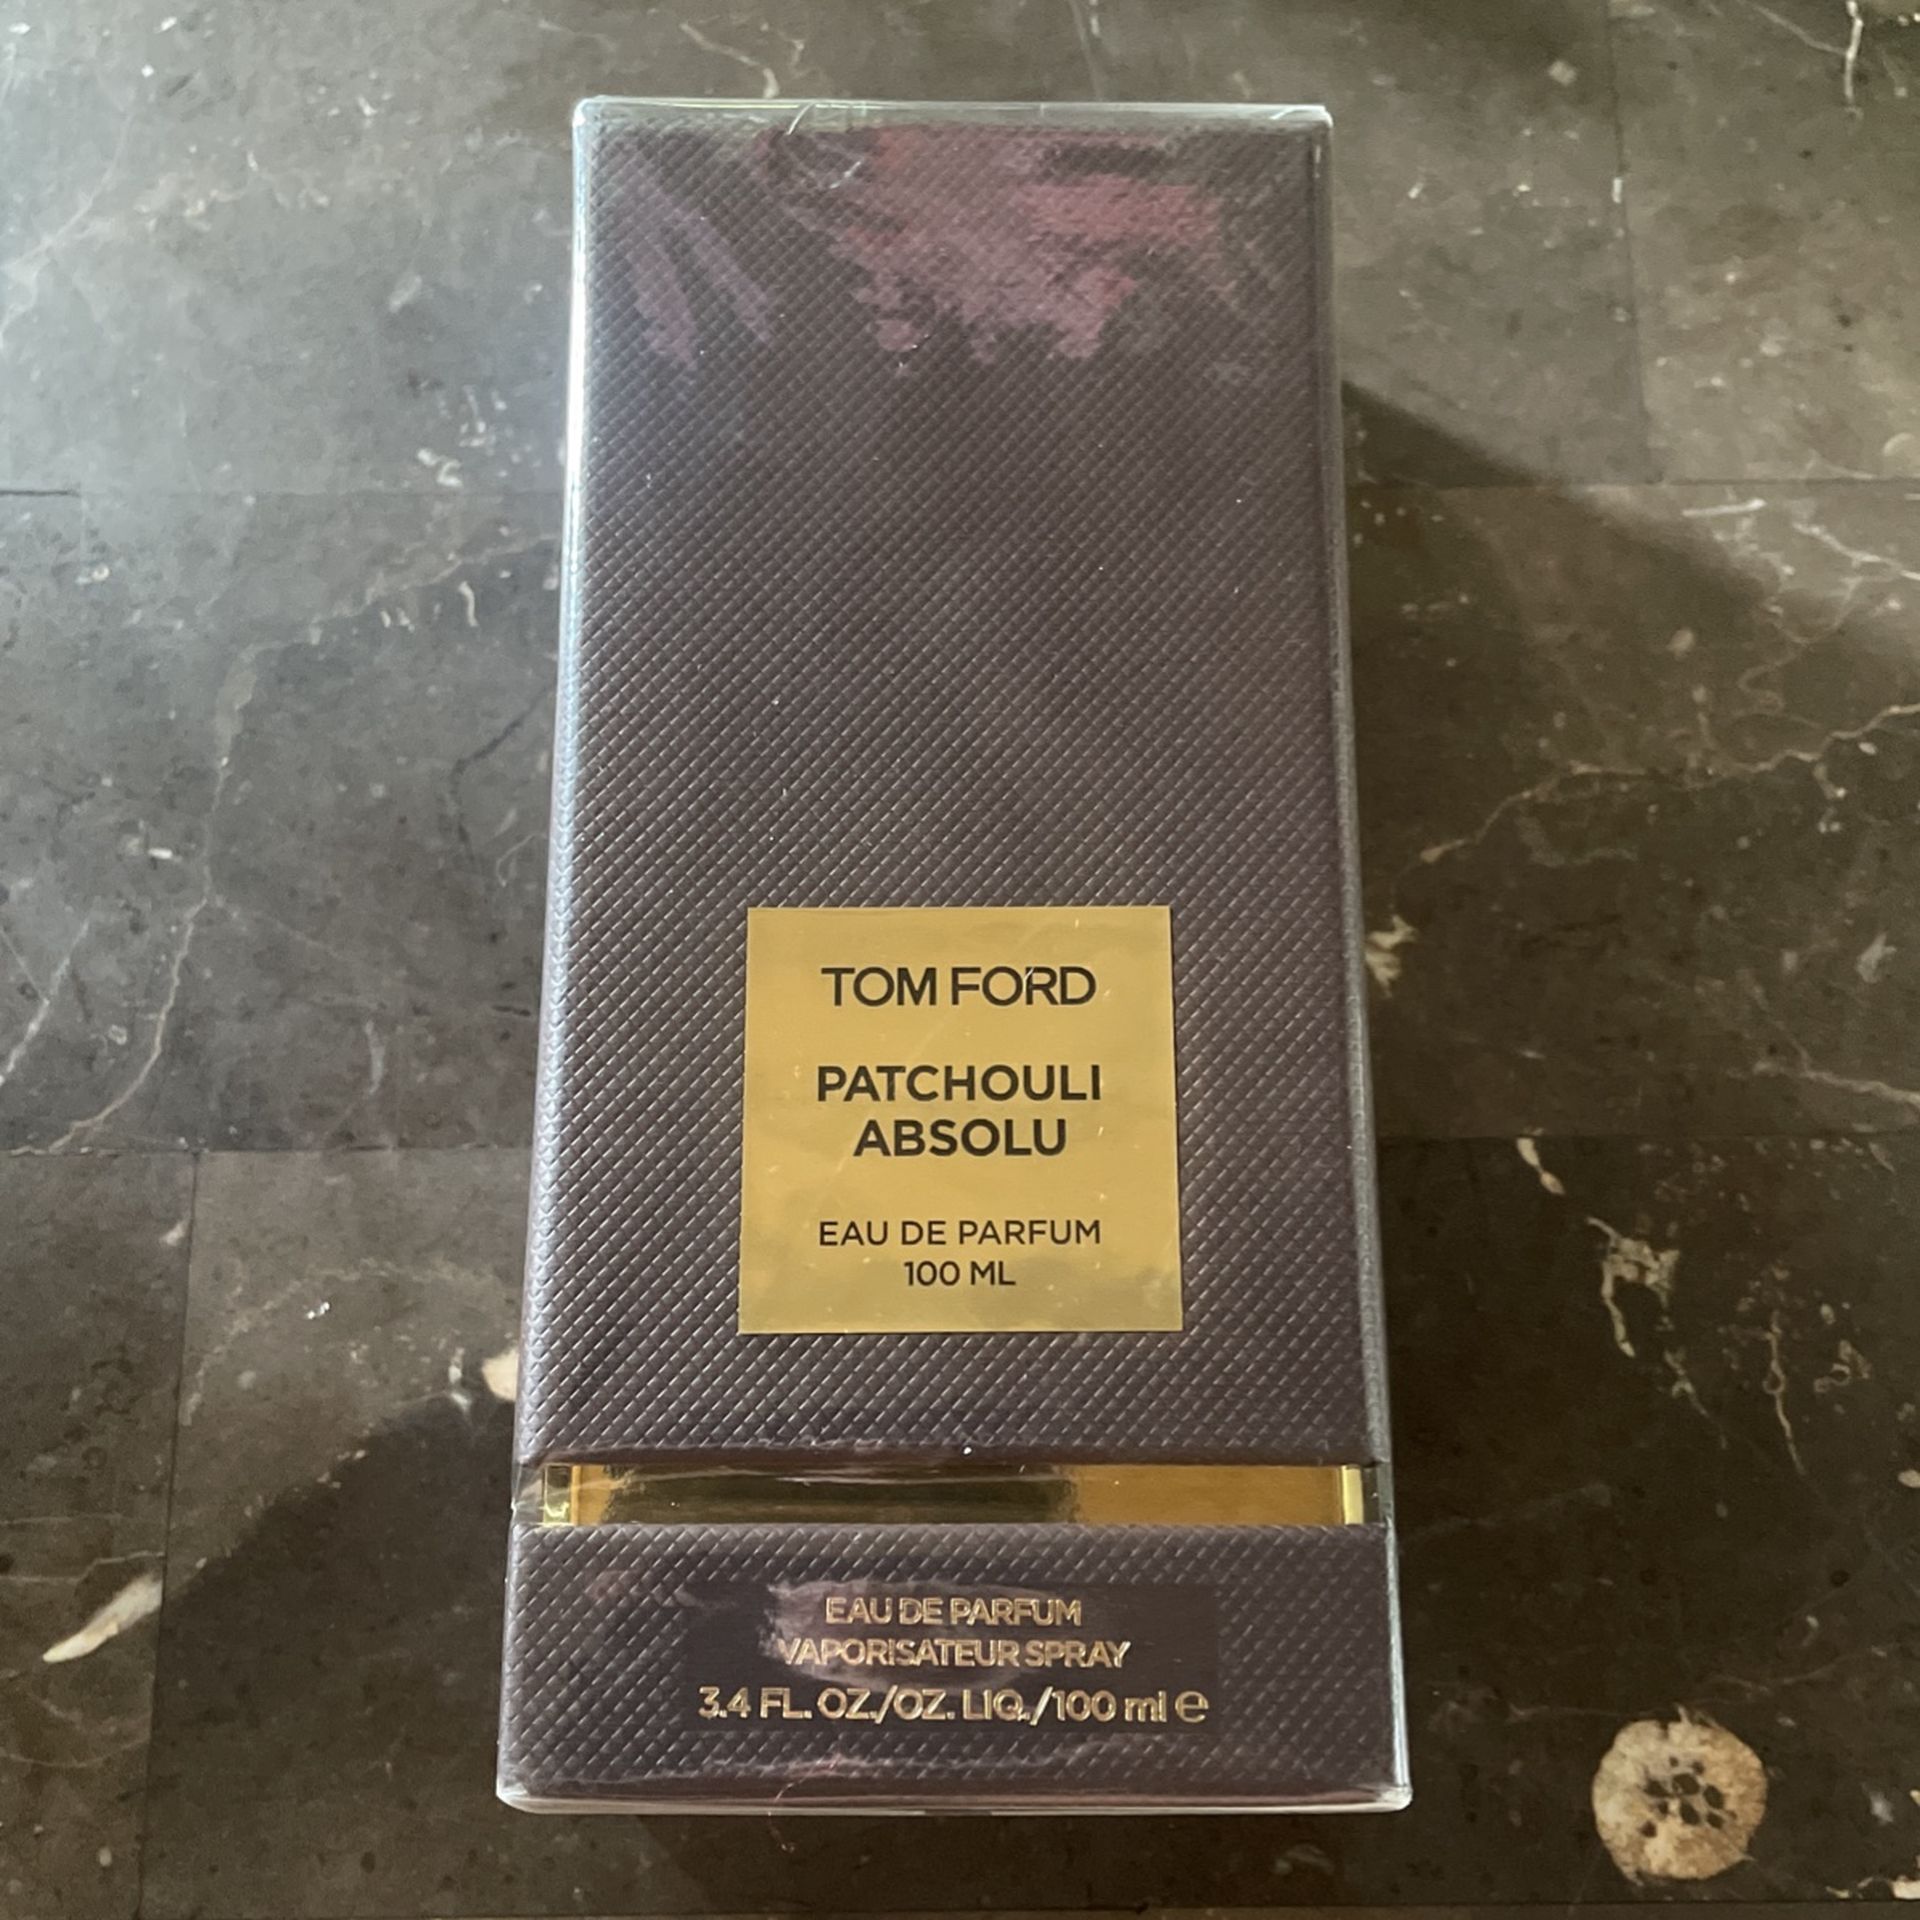 TOM FORD
PATCHOULI
ABSOLU
EAU DE PARFUM
100 ML
EAU DE PARFUM
VAPORISATEUR SPRAY
3.4 FL. OZ./OZ. LIQ./100 ml ℮